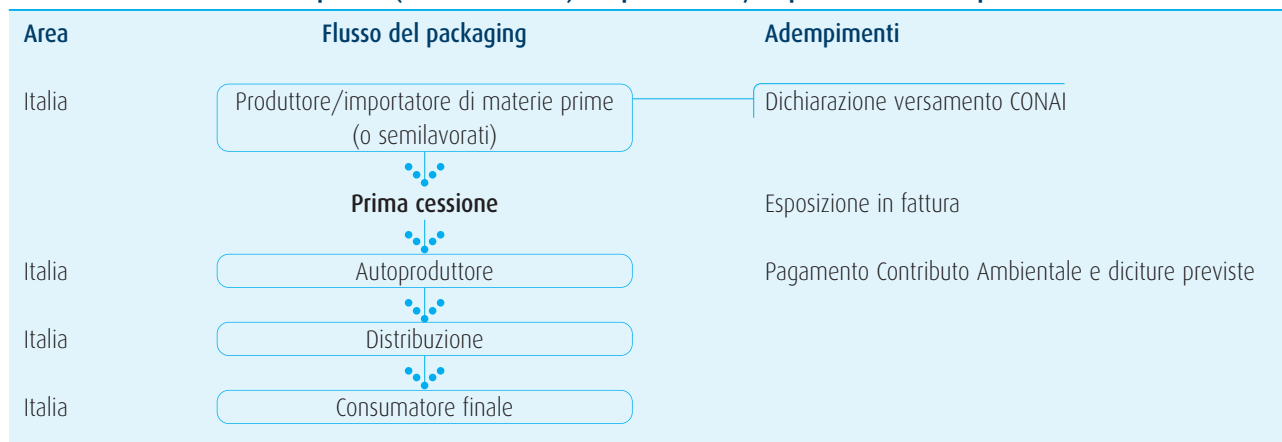 Area Flusso del packaging Adempimenti
Italia Produttore/importatore di materie prime Dichiarazione versamento CONAI
(o semilavorati)
Prima cessione Esposizione in fattura
Italia Autoproduttore Pagamento Contributo Ambientale e diciture previste
Italia Distribuzione
Italia Consumatore finale